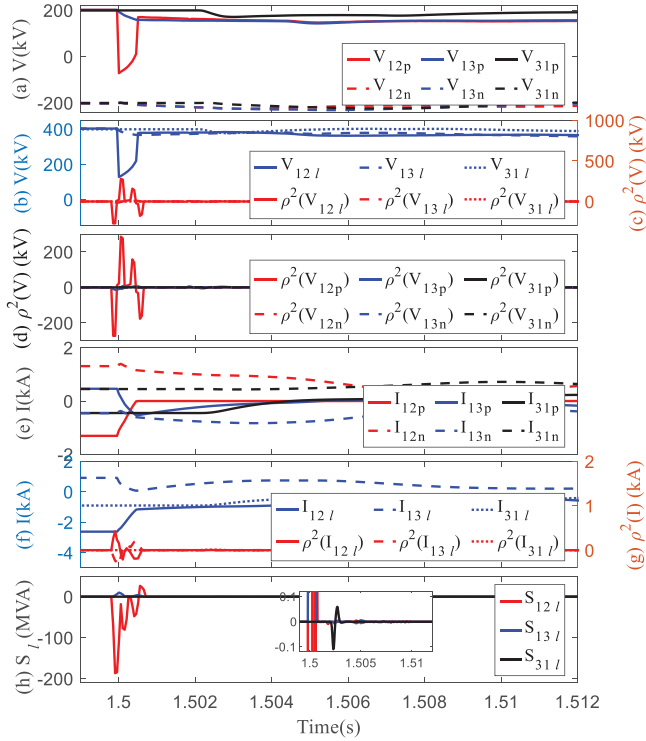 200
0
-200
(a) V(kV)
V12p V13p V31p
V12n V13n V31n
400
200
0
(b) V(kV)
1000
500
0
(c) ρ²(V) (kV)
V12 l V13 l V31 l
ρ²(V12 l) ρ²(V13 l) ρ²(V31 l)
200
0
-200
(d) ρ²(V) (kV)
ρ²(V12p) ρ²(V13p) ρ²(V31p)
ρ²(V12n) ρ²(V13n) ρ²(V31n)
2
0
-2
(e) I(kA)
I12p I13p I31p
I12n I13n I31n
2
0
-2
-4
(f) I(kA)
2
1
0
(g) ρ²(I) (kA)
I12 l I13 l I31 l
ρ²(I12 l) ρ²(I13 l) ρ²(I31 l)
0
-100
-200
(h) S l (MVA)
-0.1
1.5 1.505 1.51
S12 l
S13 l
S31 l
1.5 1.502 1.504 1.506 1.508 1.51 1.512
Time(s)